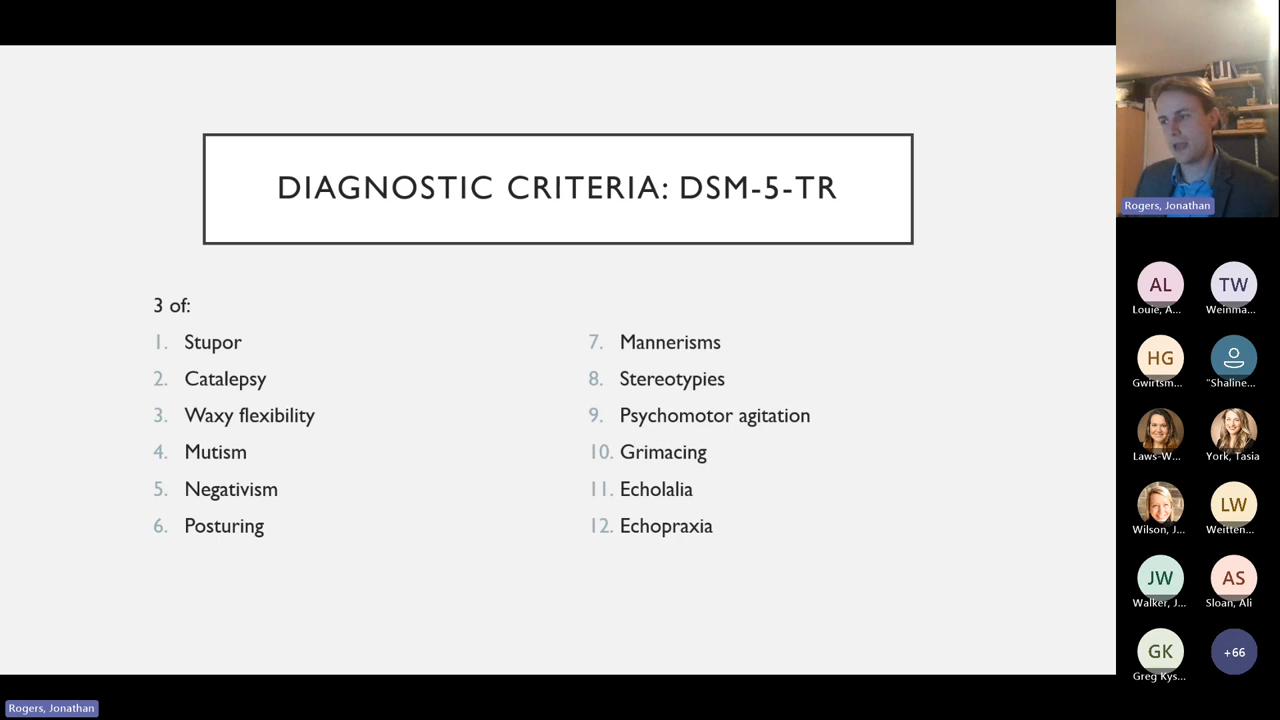 DIAGNOSTIC CRITERIA: DSM-5-TR
3 of:
1. Stupor
2. Catalepsy
3. Waxy flexibility
4. Mutism
5. Negativism
6. Posturing
7. Mannerisms
8. Stereotypies
9. Psychomotor agitation
10. Grimacing
11. Echolalia
12. Echopraxia
Rogers, Jonathan
AL TW
Louie, A... Weinma...
HG
Gwirtsm... "Shaline...
Laws-W... York, Tasia
LW
Wilson, J... Weitten...
JW AS
Walker, J... Sloan, Ali
GK +66
Greg Kys...
Rogers, Jonathan